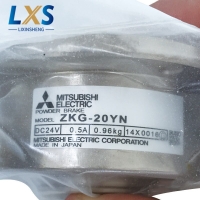 LXS
LIXINSHENG
MITSUBISHI
ELECTRIC
POWDER BRAKE
MODEL ZKG-20YN
DC24V 0.5A 0.96kg
MITSUBISHI ELECTRIC CORPORATION
MADE IN JAPAN